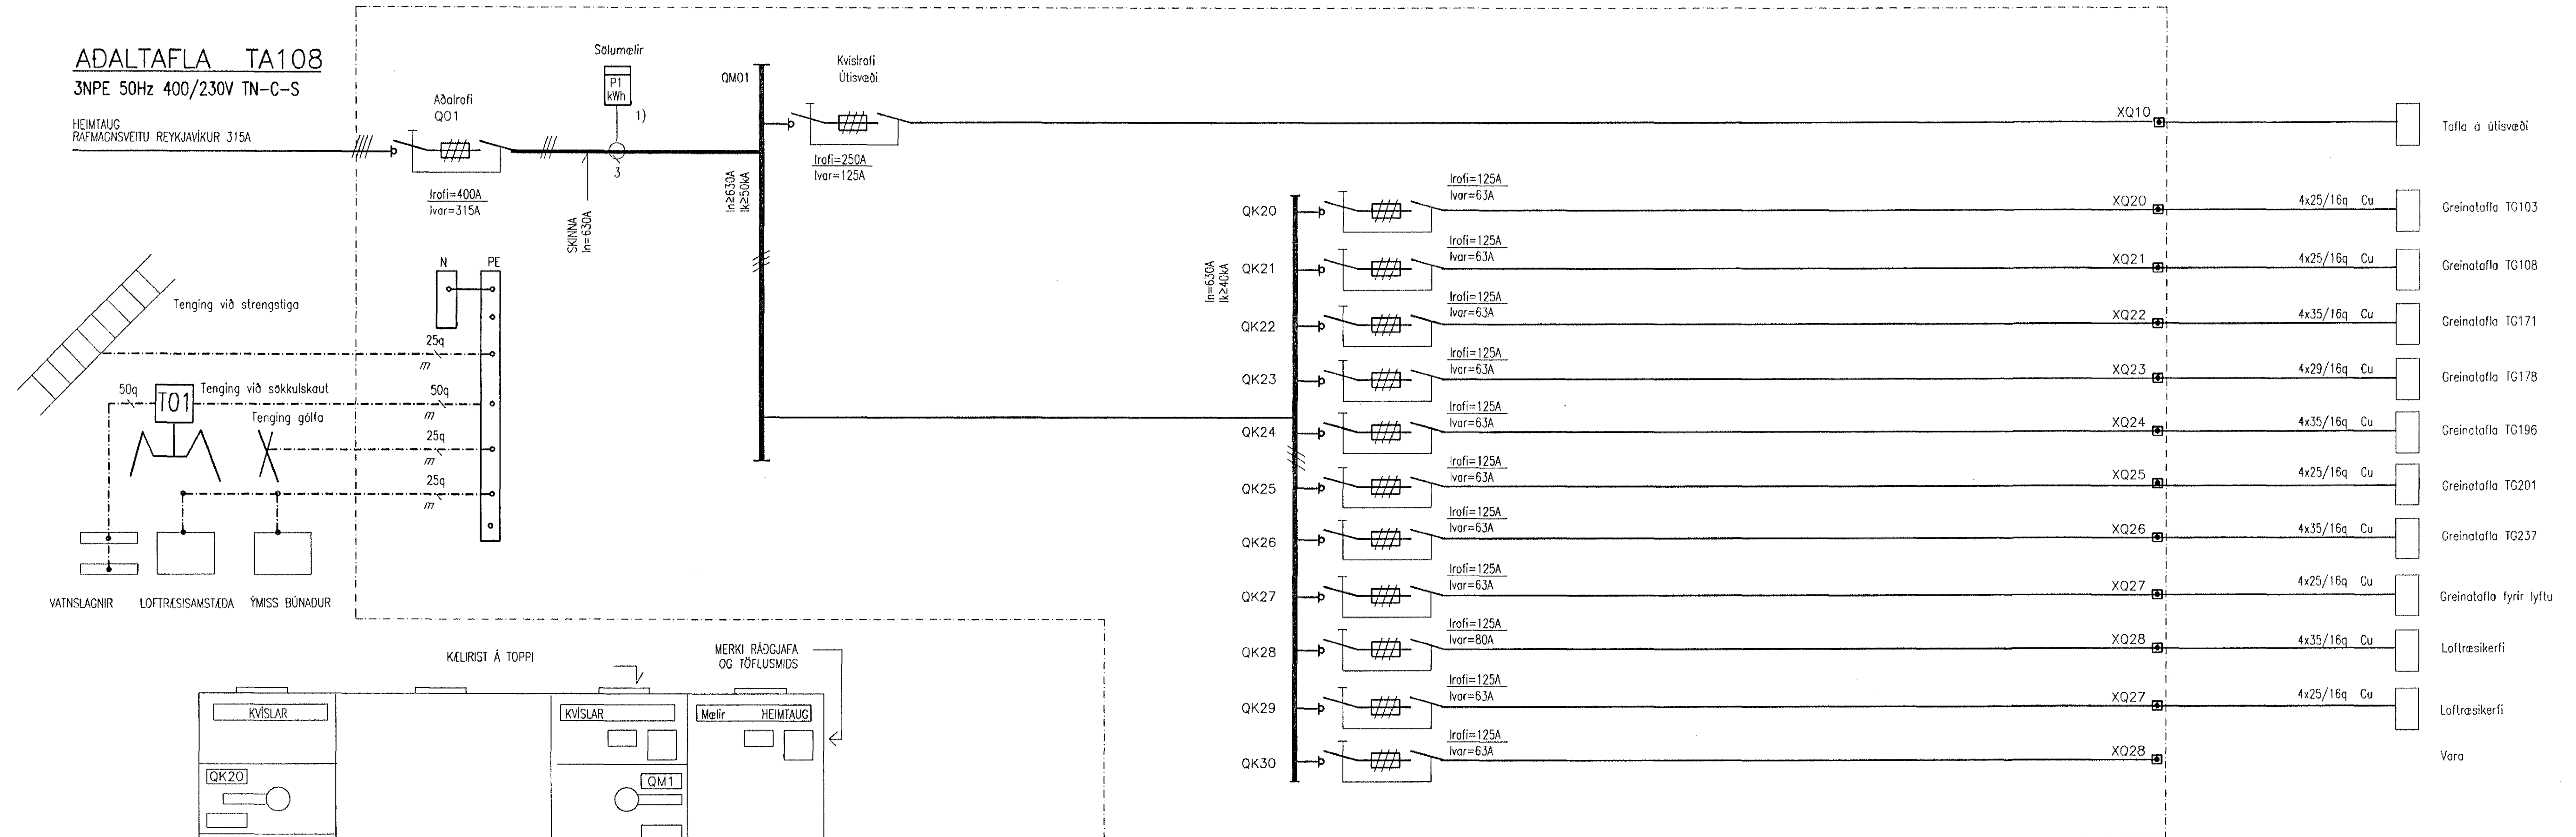 AÐALTAFLA TA108
3NPE 50Hz 400/230V TN-C-S
HEIMTAUG
RAFMAGNSVEITU REYKJAVÍKUR 315A
Aðalrofi
Q01
Irofi=400A
Ivar=315A
Sölumælir
P1
kWh
1)
3
SKINNA
In=630A
QM01
In≥630A
Ik≥50kA
Kvíslrofi
Útisvæði
Irofi=250A
Ivar=125A
XQ10
Tafla á útisvæði
In=630A
Ik≥40kA
QK20
Irofi=125A
Ivar=63A
XQ20
4x25/16q Cu
Greinatafla TG103
QK21
Irofi=125A
Ivar=63A
XQ21
4x25/16q Cu
Greinatafla TG108
QK22
Irofi=125A
Ivar=63A
XQ22
4x35/16q Cu
Greinatafla TG171
QK23
Irofi=125A
Ivar=63A
XQ23
4x29/16q Cu
Greinatafla TG178
QK24
Irofi=125A
Ivar=63A
XQ24
4x35/16q Cu
Greinatafla TG196
QK25
Irofi=125A
Ivar=63A
XQ25
4x25/16q Cu
Greinatafla TG201
QK26
Irofi=125A
Ivar=63A
XQ26
4x35/16q Cu
Greinatafla TG237
QK27
Irofi=125A
Ivar=63A
XQ27
4x25/16q Cu
Greinatafla fyrir lyftu
QK28
Irofi=125A
Ivar=80A
XQ28
4x35/16q Cu
Loftræsikerfi
QK29
Irofi=125A
Ivar=63A
XQ27
4x25/16q Cu
Loftræsikerfi
QK30
Irofi=125A
Ivar=63A
XQ28
Vara
N
PE
Tenging við strengstiga
25q
m
50q
T01
Tenging við sökkulskaut
50q
m
Tenging gólfa
25q
m
25q
m
VATNSLAGNIR
LOFTRÆSISAMSTÆÐA
ÝMISS BÚNAÐUR
KÆLIRIST Á TOPPI
MERKI RÁÐGJAFA
OG TÖFLUSMIDS
KVÍSLAR
KVÍSLAR
Mælir HEIMTAUG
QK20
QM1